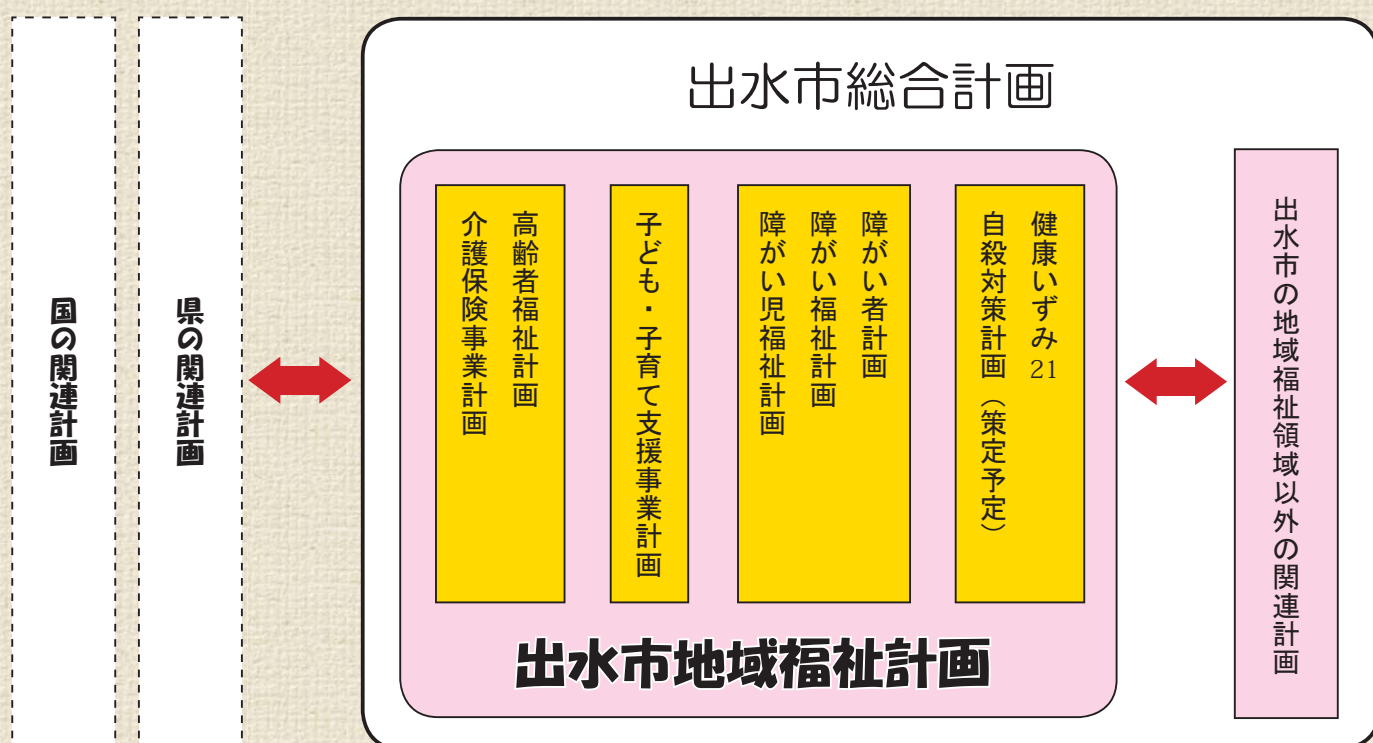 出水市総合計画
国の関連計画
県の関連計画
高齢者福祉計画
介護保険事業計画
子ども・子育て支援事業計画
障がい者計画
障がい福祉計画
障がい児福祉計画
健康いずみ21
自殺対策計画（策定予定）
出水市地域福祉計画
出水市の地域福祉領域以外の関連計画